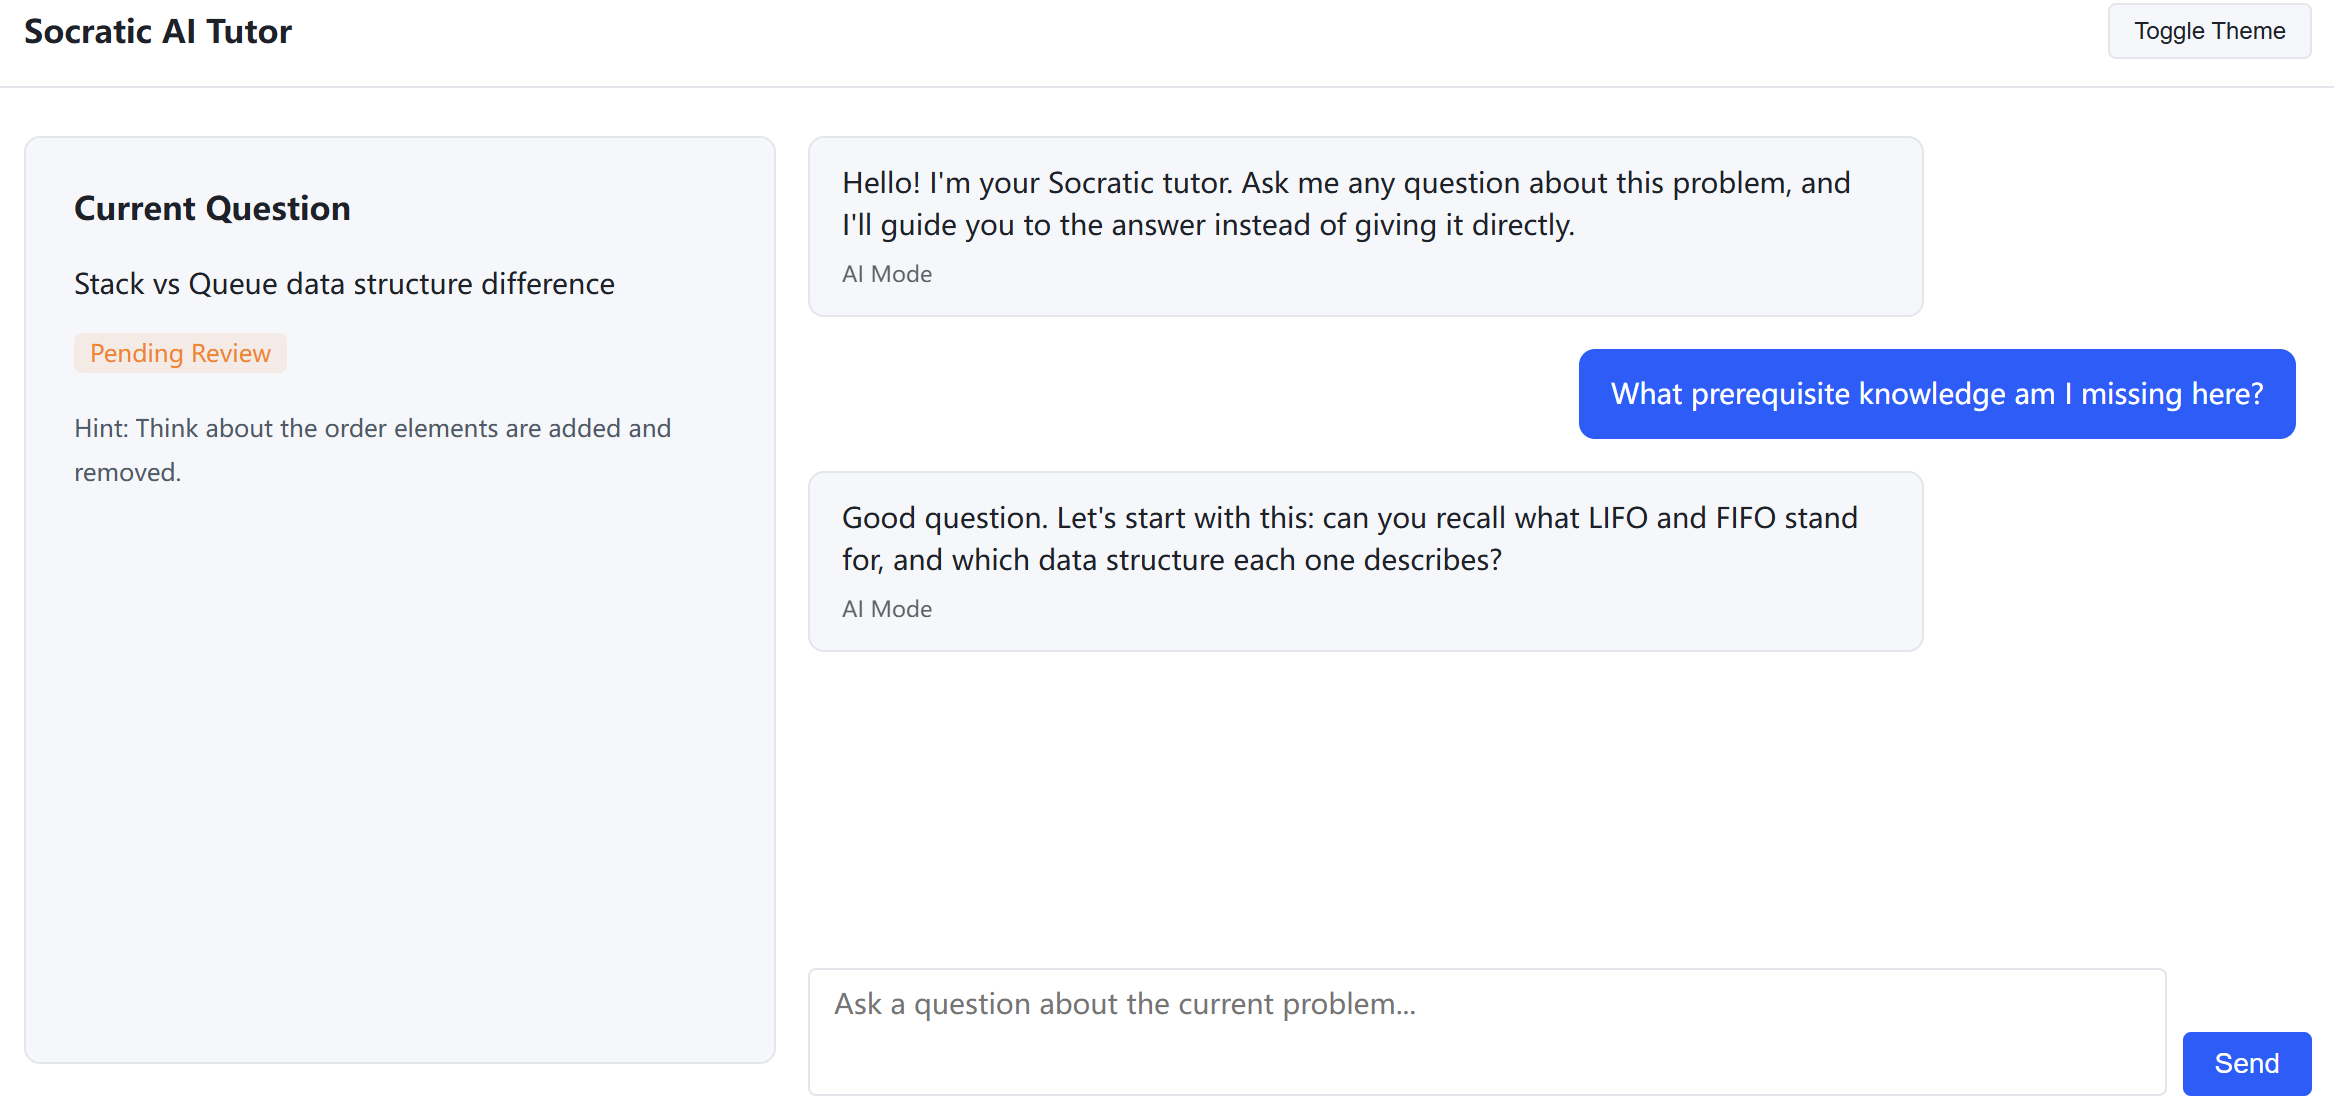 Socratic AI Tutor
Toggle Theme
Current Question
Stack vs Queue data structure difference
Pending Review
Hint: Think about the order elements are added and
removed.
Hello! I'm your Socratic tutor. Ask me any question about this problem, and
I'll guide you to the answer instead of giving it directly.
AI Mode
What prerequisite knowledge am I missing here?
Good question. Let's start with this: can you recall what LIFO and FIFO stand
for, and which data structure each one describes?
AI Mode
Ask a question about the current problem...
Send